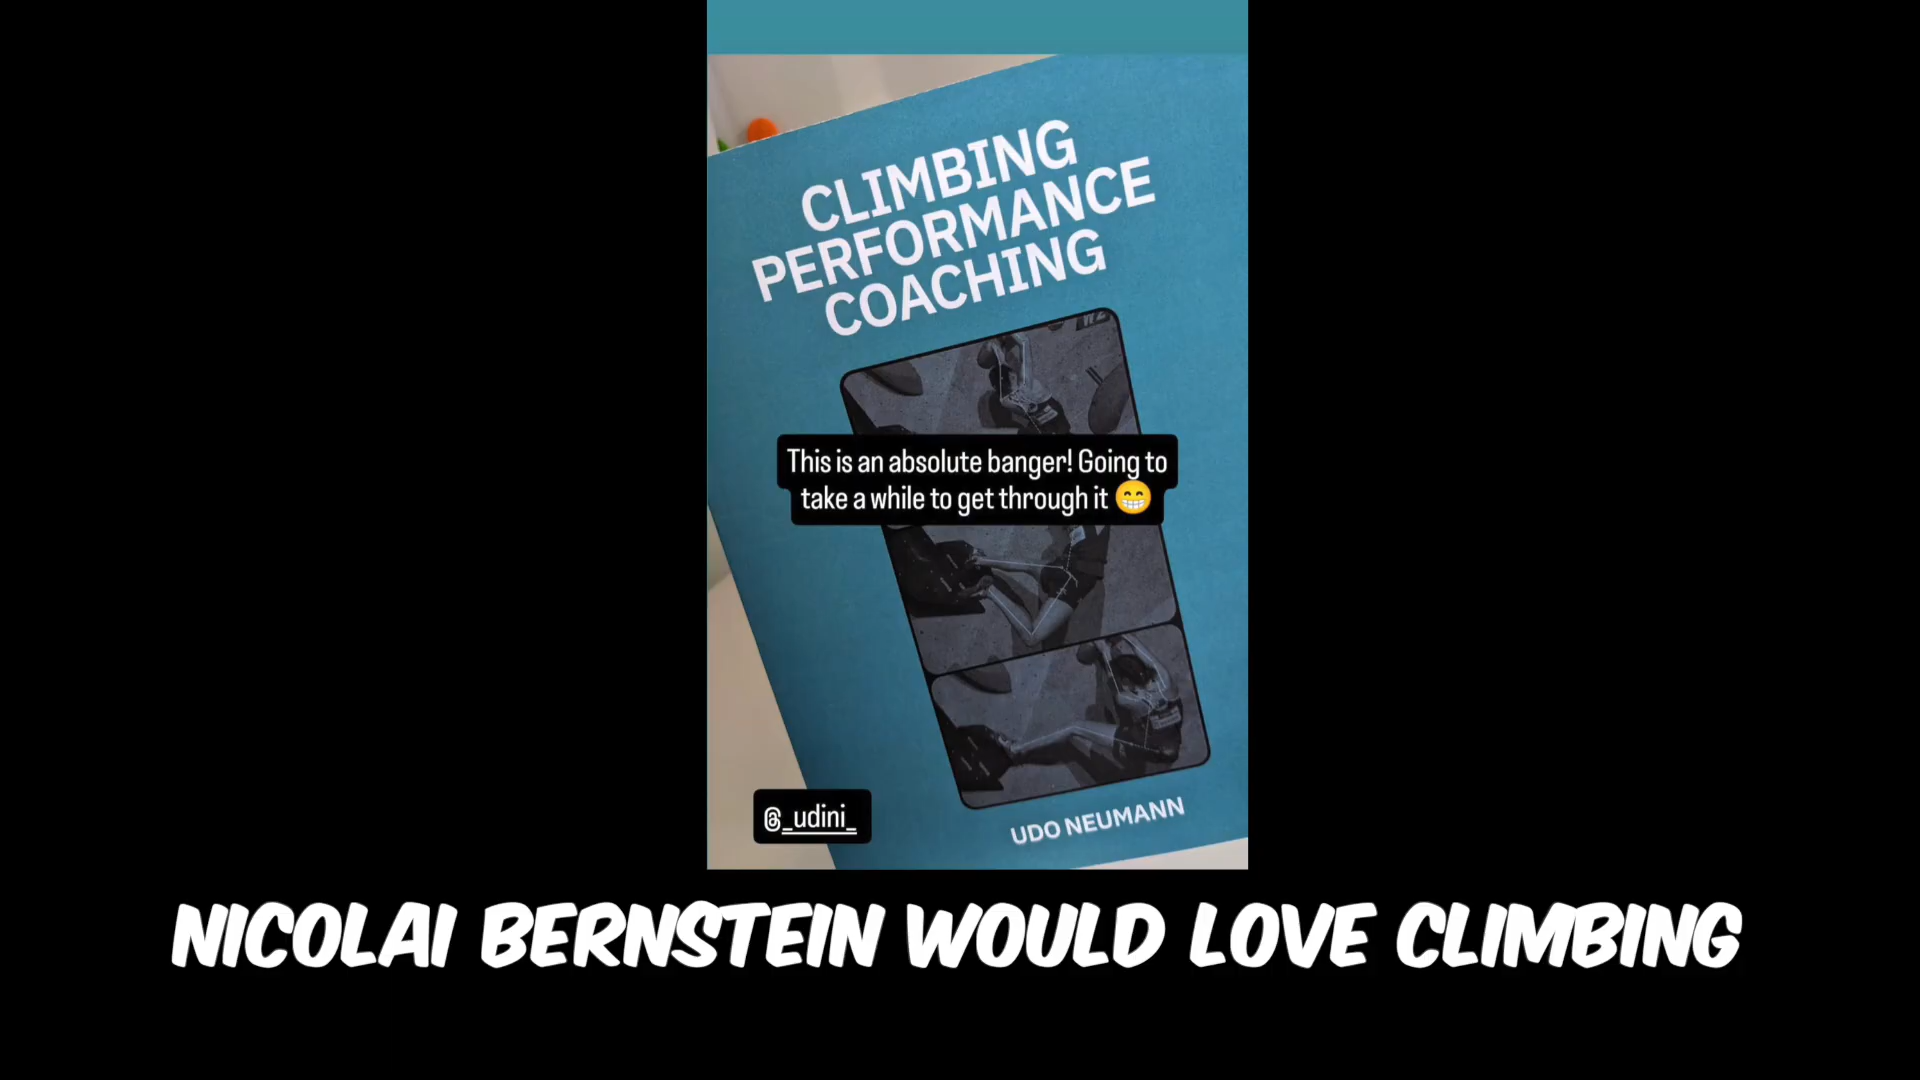 CLIMBING
PERFORMANCE
COACHING
This is an absolute banger! Going to
take a while to get through it 😁
@_udini_
UDO NEUMANN
NICOLAI BERNSTEIN WOULD LOVE CLIMBING